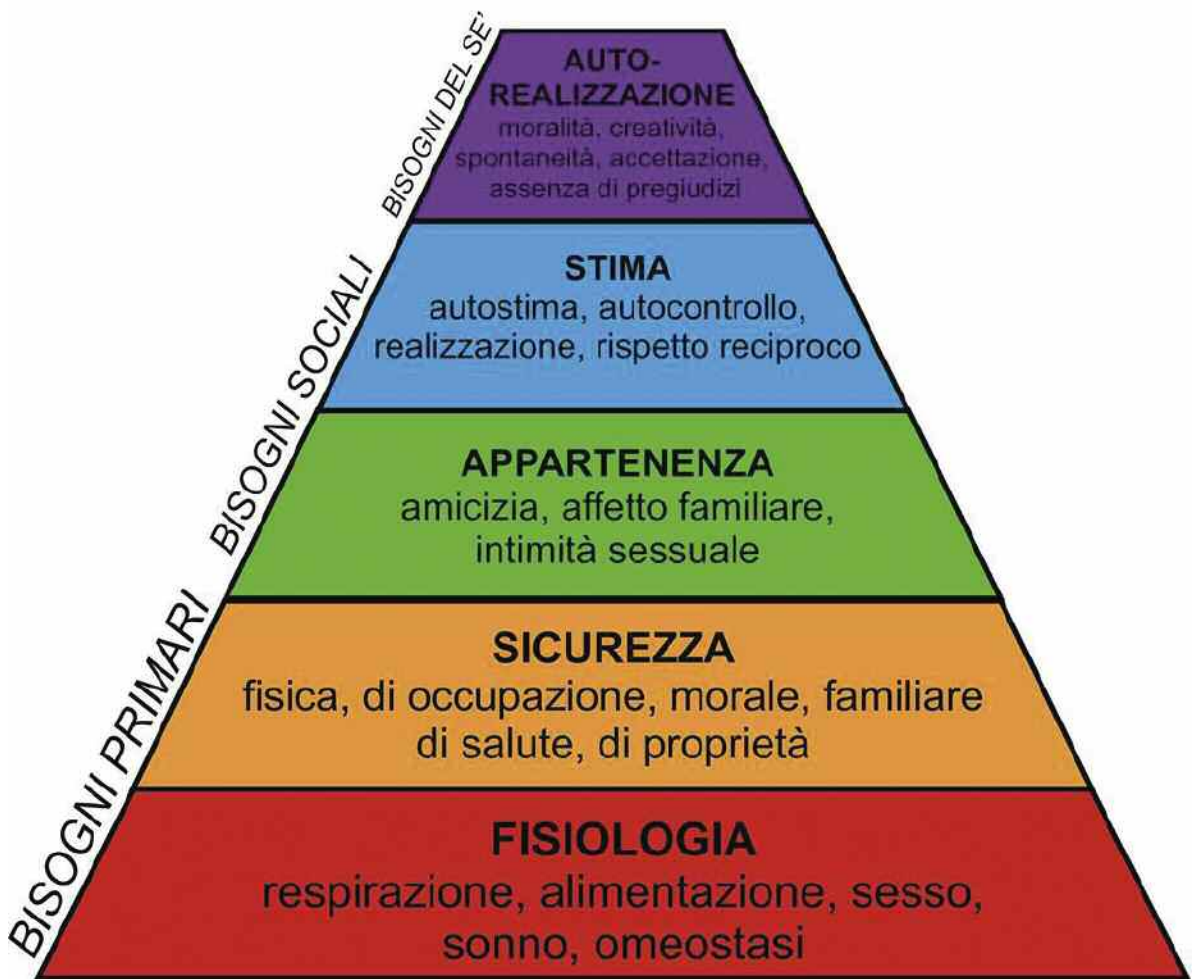 BISOGNI DEL SE'
AUTO-
REALIZZAZIONE
moralità, creatività,
spontaneità, accettazione,
assenza di pregiudizi
BISOGNI SOCIALI
STIMA
autostima, autocontrollo,
realizzazione, rispetto reciproco
APPARTENENZA
amicizia, affetto familiare,
intimità sessuale
BISOGNI PRIMARI
SICUREZZA
fisica, di occupazione, morale, familiare
di salute, di proprietà
FISIOLOGIA
respirazione, alimentazione, sesso,
sonno, omeostasi